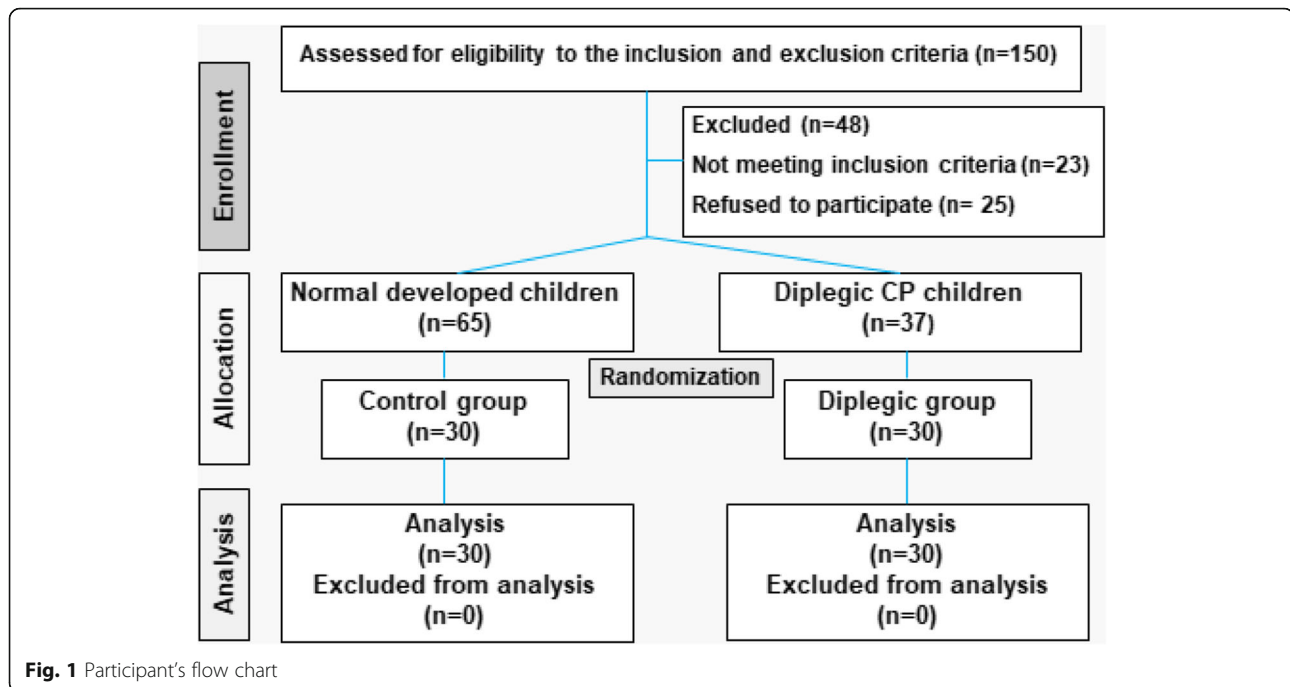 Assessed for eligibility to the inclusion and exclusion criteria (n=150)
Enrollment
Excluded (n=48)
Not meeting inclusion criteria (n=23)
Refused to participate (n= 25)
Allocation
Normal developed children
(n=65)
Diplegic CP children
(n=37)
Randomization
Control group
(n=30)
Diplegic group
(n=30)
Analysis
Analysis
(n=30)
Excluded from analysis
(n=0)
Analysis
(n=30)
Excluded from analysis
(n=0)
Fig. 1 Participant's flow chart